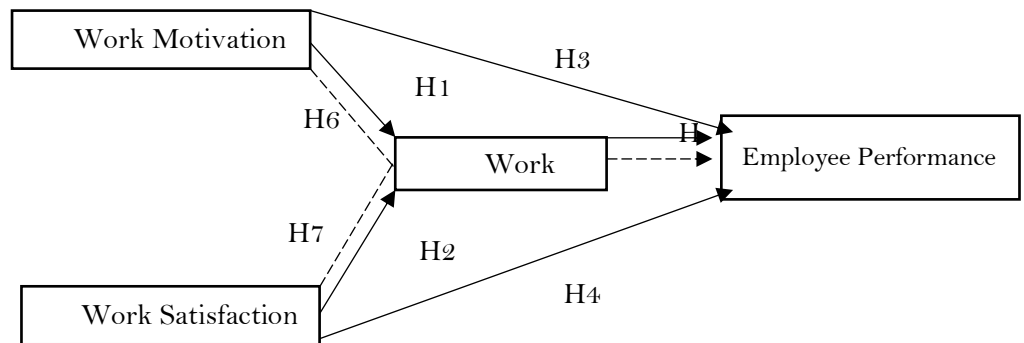 Work Motivation
H3
H1
H6
H
Work
Employee Performance
H7
H2
Work Satisfaction
H4